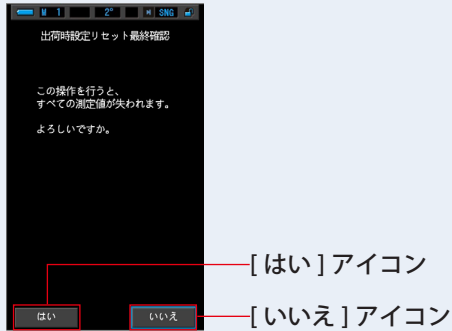 M 1 2° M SNG
出荷時設定リセット最終確認
この操作を行うと、
すべての測定値が失われます。
よろしいですか。
[ はい ] アイコン
はい いいえ [ いいえ ] アイコン